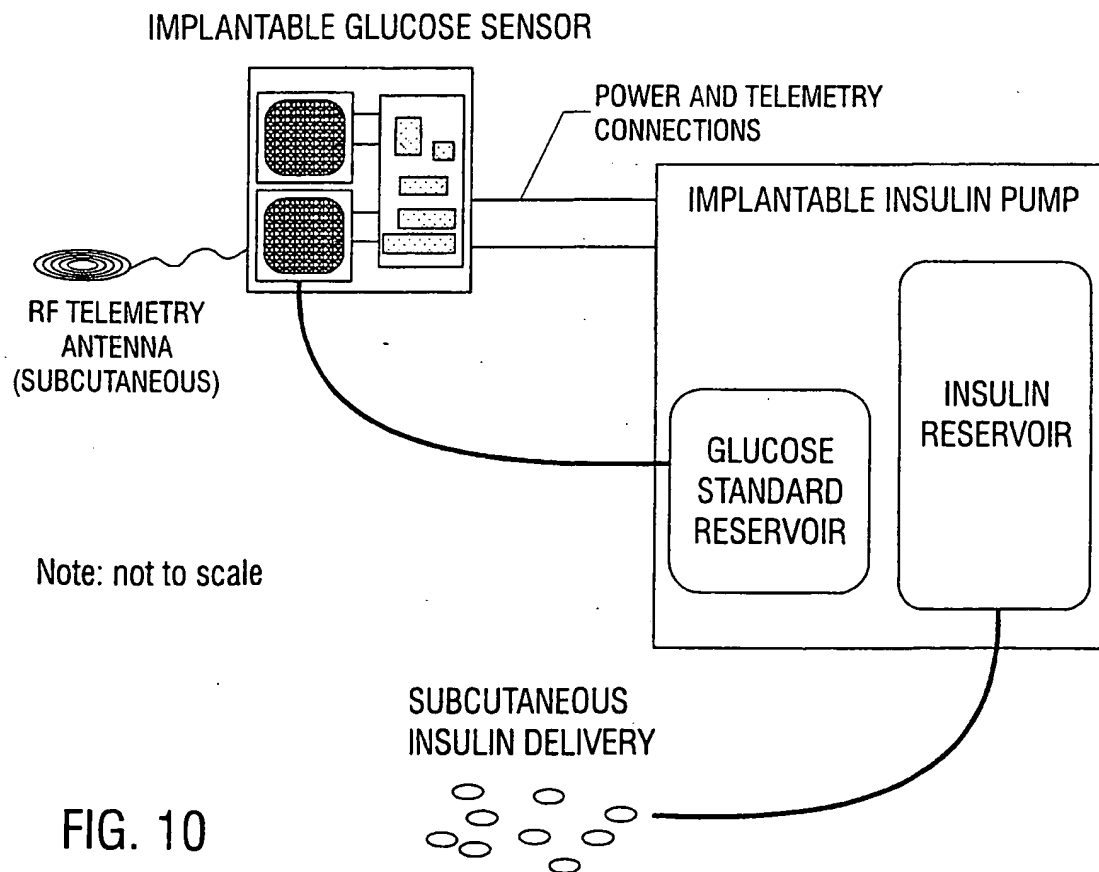 IMPLANTABLE GLUCOSE SENSOR
POWER AND TELEMETRY
CONNECTIONS
IMPLANTABLE INSULIN PUMP
RF TELEMETRY
ANTENNA
(SUBCUTANEOUS)
INSULIN
RESERVOIR
GLUCOSE
STANDARD
RESERVOIR
Note: not to scale
SUBCUTANEOUS
INSULIN DELIVERY
FIG. 10